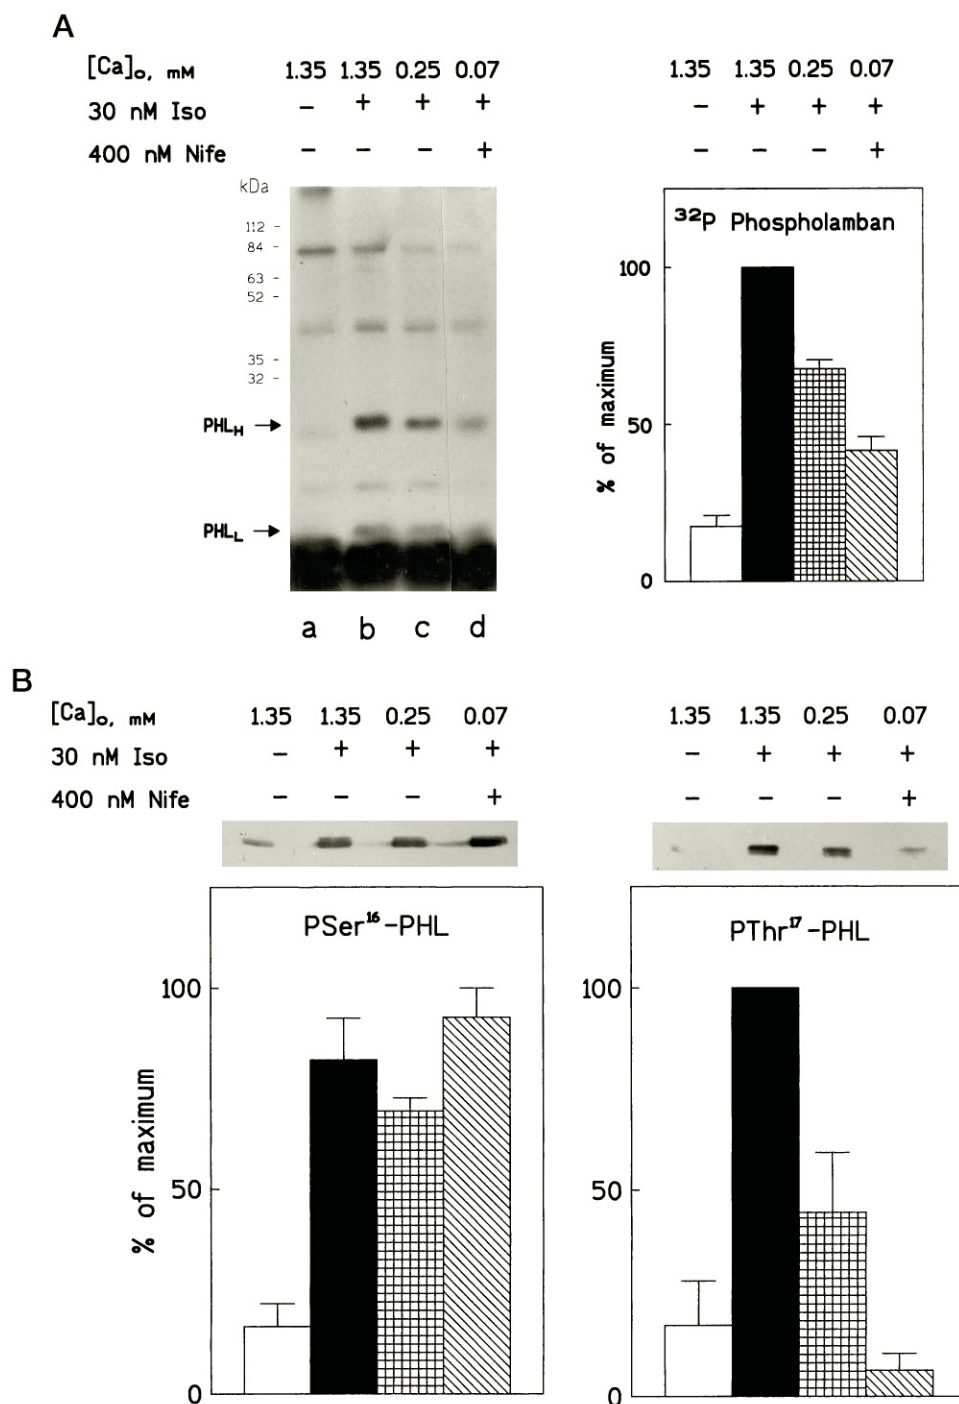 A
[Ca]o, mM 1.35 1.35 0.25 0.07
30 nM Iso – + + +
400 nM Nife – – – +
kDa
112 -
84 -
63 -
52 -
35 -
32 -
PHLH →
PHLL →
a b c d
1.35 1.35 0.25 0.07
– + + +
– – – +
32P Phospholamban
% of maximum
100
50
0
B
[Ca]o, mM 1.35 1.35 0.25 0.07
30 nM Iso – + + +
400 nM Nife – – – +
PSer16-PHL
% of maximum
100
50
0
1.35 1.35 0.25 0.07
– + + +
– – – +
PThr17-PHL
100
50
0